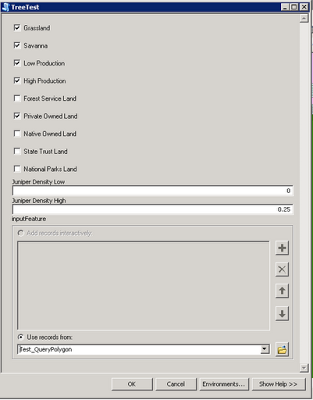 TreeTest
Grassland
Savanna
Low Production
High Production
Forest Service Land
Private Owned Land
Native Owned Land
State Trust Land
National Parks Land
Juniper Density Low
0
Juniper Density High
0.25
inputFeature
Add records interactively
Use records from:
Test_QueryPolygon
OK Cancel Environments... Show Help >>